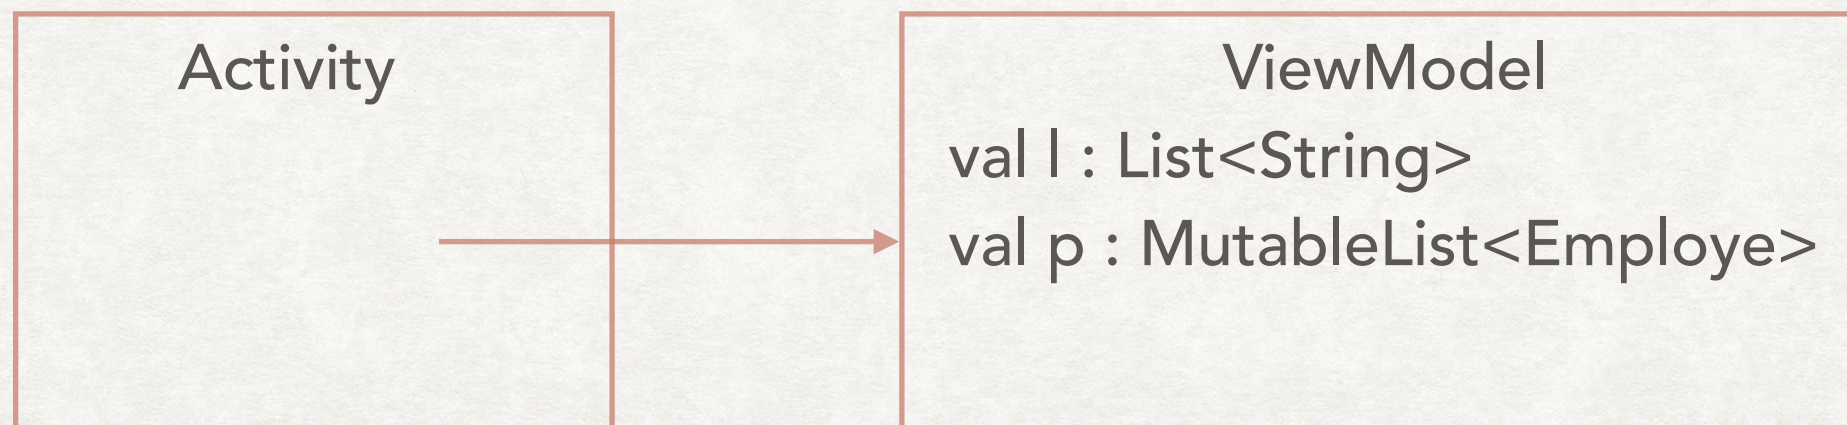 Activity
ViewModel
val l : List<String>
val p : MutableList<Employe>